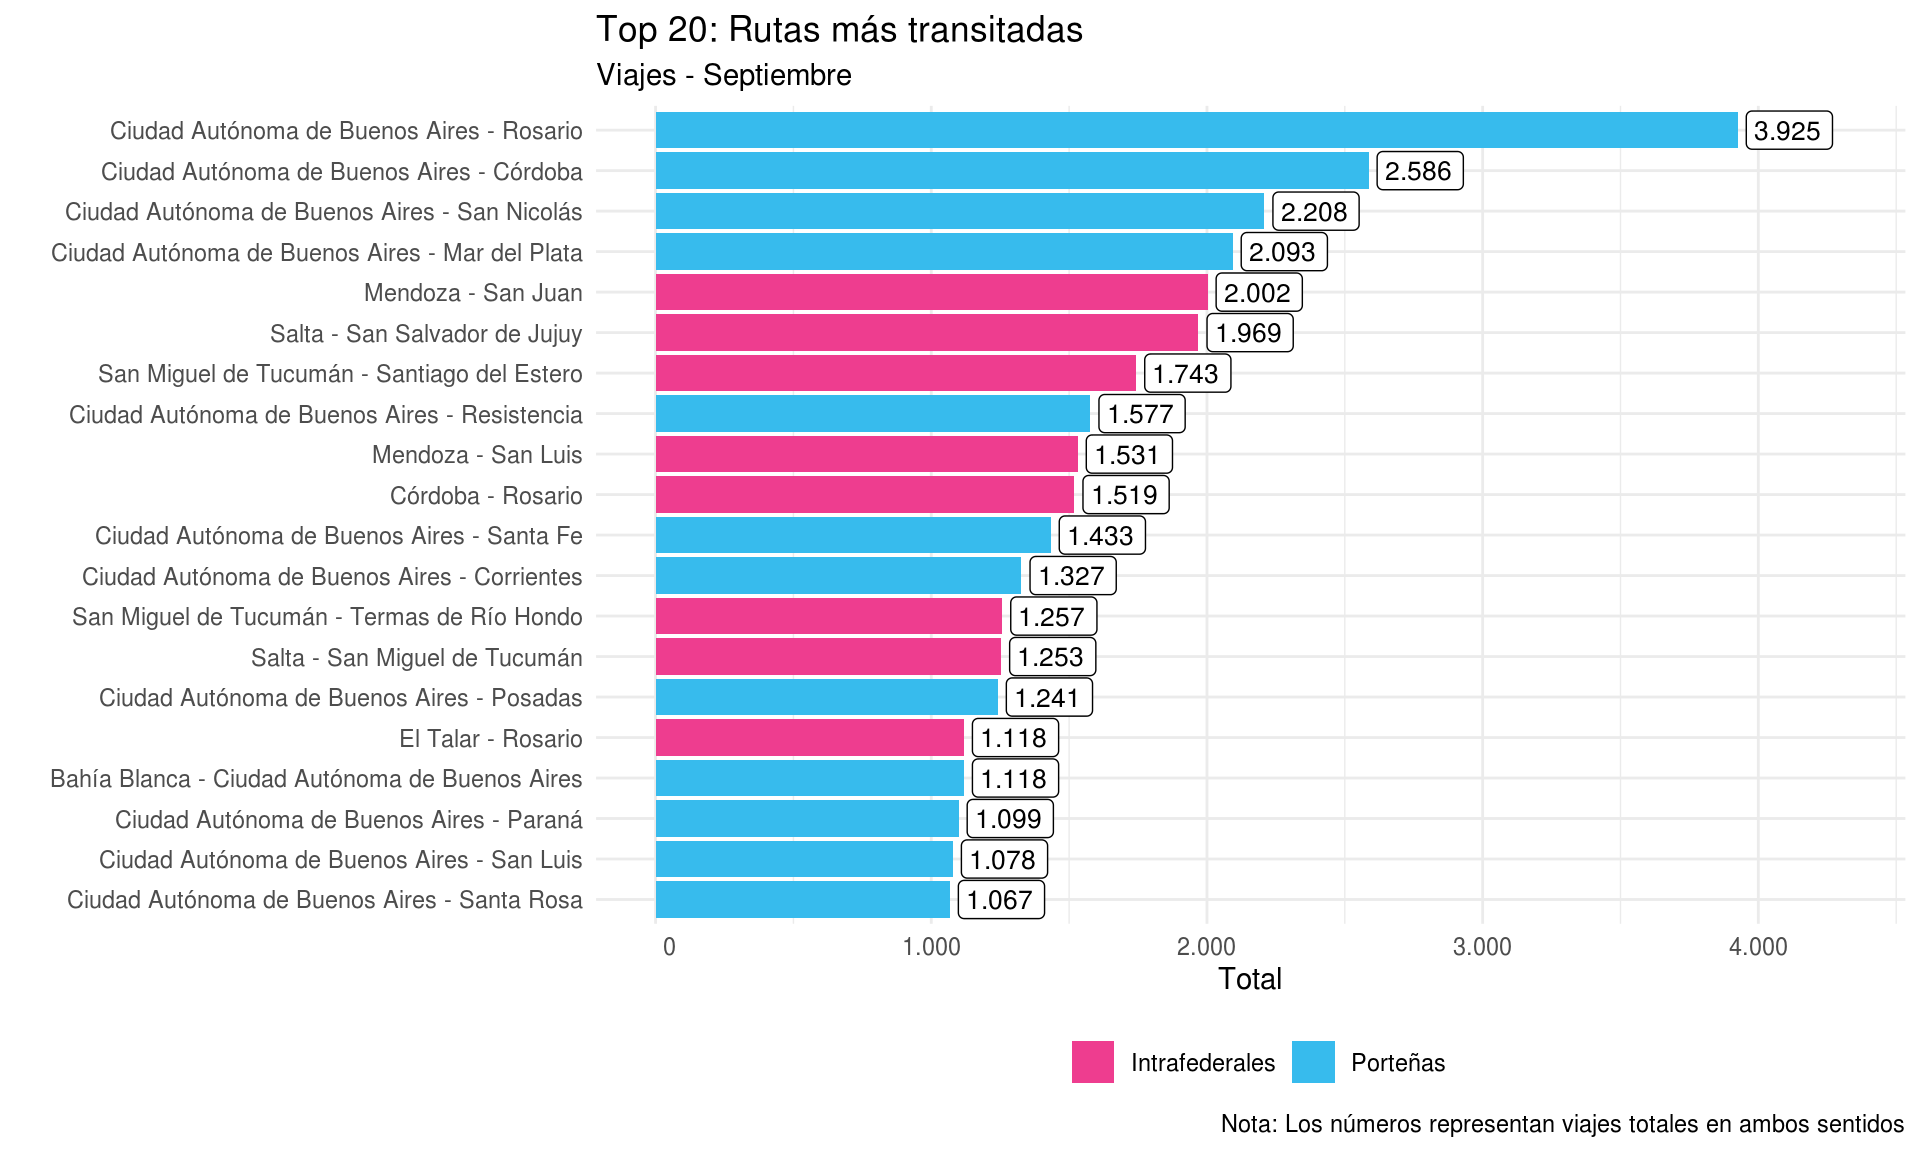 Top 20: Rutas más transitadas
Viajes - Septiembre
Ciudad Autónoma de Buenos Aires - Rosario 3.925
Ciudad Autónoma de Buenos Aires - Córdoba 2.586
Ciudad Autónoma de Buenos Aires - San Nicolás 2.208
Ciudad Autónoma de Buenos Aires - Mar del Plata 2.093
Mendoza - San Juan 2.002
Salta - San Salvador de Jujuy 1.969
San Miguel de Tucumán - Santiago del Estero 1.743
Ciudad Autónoma de Buenos Aires - Resistencia 1.577
Mendoza - San Luis 1.531
Córdoba - Rosario 1.519
Ciudad Autónoma de Buenos Aires - Santa Fe 1.433
Ciudad Autónoma de Buenos Aires - Corrientes 1.327
San Miguel de Tucumán - Termas de Río Hondo 1.257
Salta - San Miguel de Tucumán 1.253
Ciudad Autónoma de Buenos Aires - Posadas 1.241
El Talar - Rosario 1.118
Bahía Blanca - Ciudad Autónoma de Buenos Aires 1.118
Ciudad Autónoma de Buenos Aires - Paraná 1.099
Ciudad Autónoma de Buenos Aires - San Luis 1.078
Ciudad Autónoma de Buenos Aires - Santa Rosa 1.067
0 1.000 2.000 3.000 4.000
Total
Intrafederales Porteñas
Nota: Los números representan viajes totales en ambos sentidos